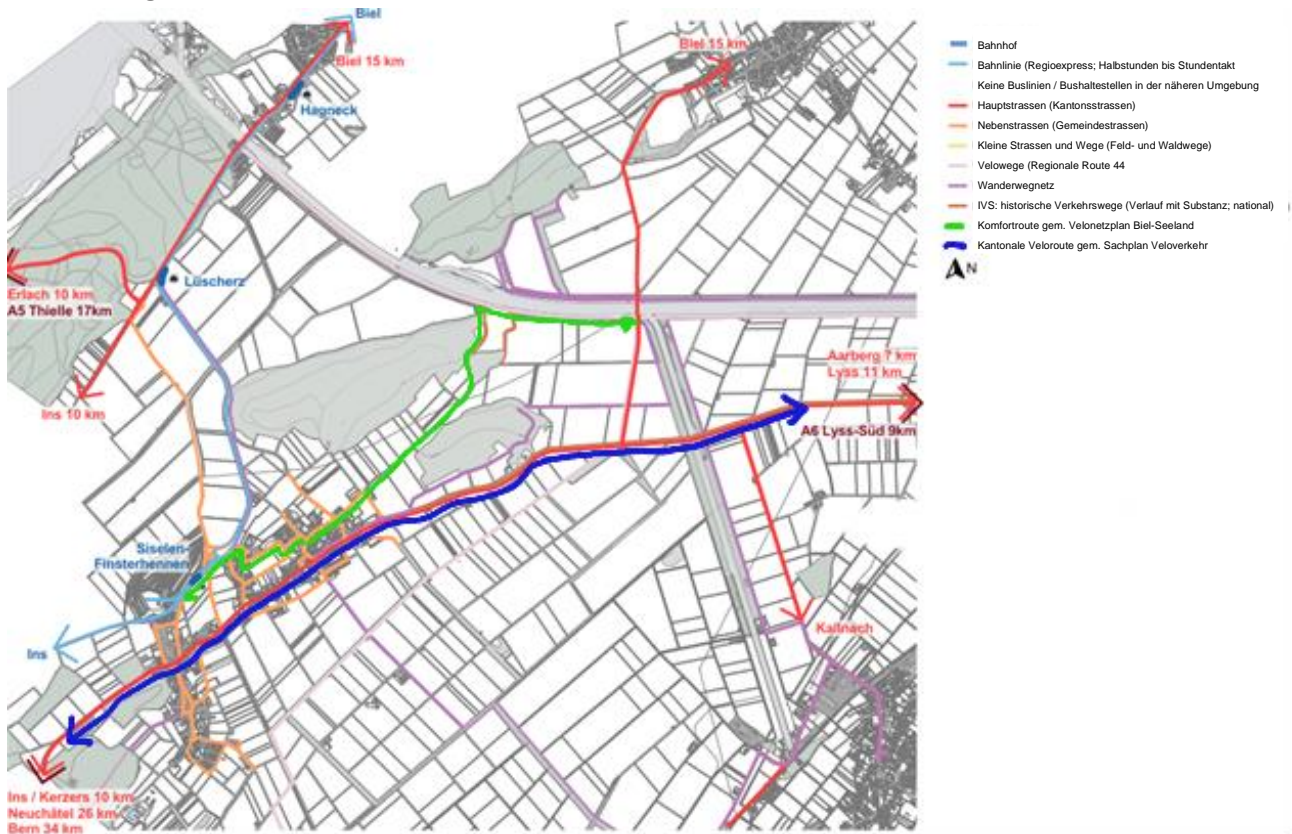 Biel
Biel 15 km
Hagneck
Biel 15 km
Lüscherz
Erlach 10 km
A5 Thielle 17km
Ins 10 km
Aarberg 7 km
Lyss 11 km
A6 Lyss-Süd 9km
Siselen-
Finsterhennen
Ins
Kallnach
Ins / Kerzers 10 km
Neuchâtel 26 km
Bern 34 km
Bahnhof
Bahnlinie (Regioexpress; Halbstunden bis Stundentakt
Keine Buslinien / Bushaltestellen in der näheren Umgebung
Hauptstrassen (Kantonsstrassen)
Nebenstrassen (Gemeindestrassen)
Kleine Strassen und Wege (Feld- und Waldwege)
Velowege (Regionale Route 44
Wanderwegnetz
IVS: historische Verkehrswege (Verlauf mit Substanz; national)
Komfortroute gem. Velonetzplan Biel-Seeland
Kantonale Veloroute gem. Sachplan Veloverkehr
N